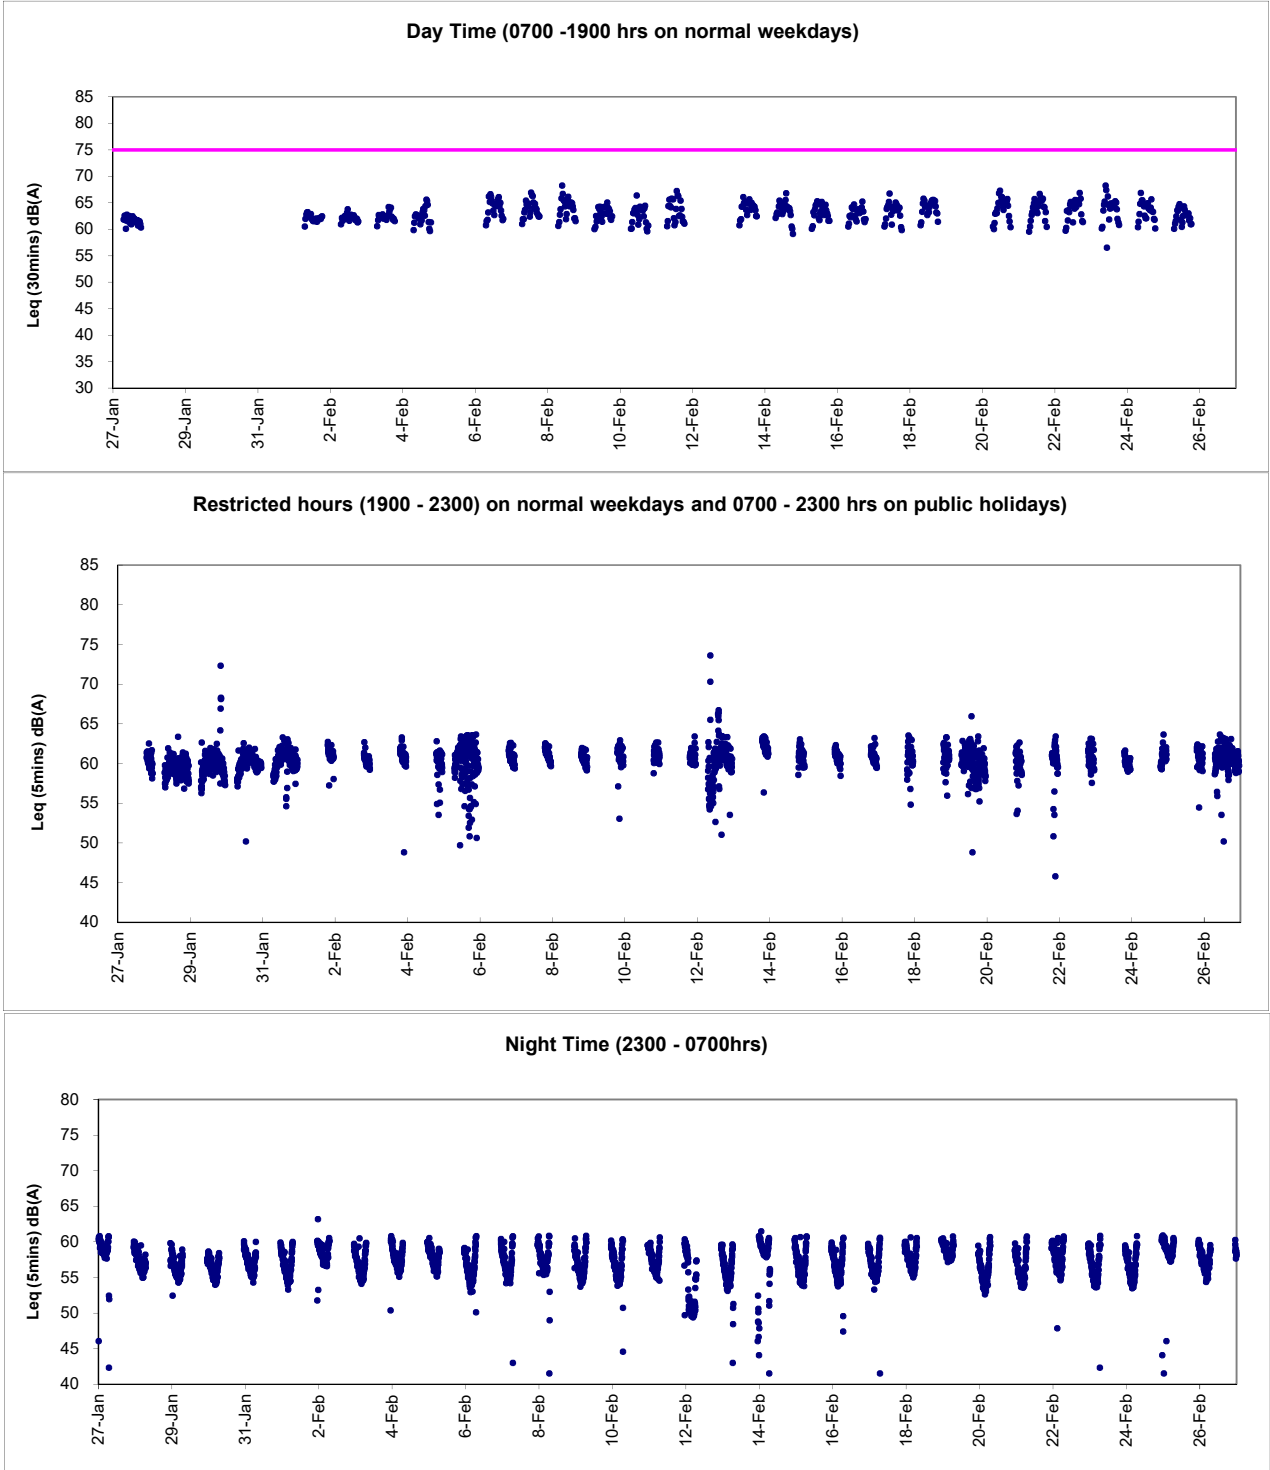 Day Time (0700 -1900 hrs on normal weekdays)
Leq (30mins) dB(A)
85
80
75
70
65
60
55
50
45
40
35
30
27-Jan
29-Jan
31-Jan
2-Feb
4-Feb
6-Feb
8-Feb
10-Feb
12-Feb
14-Feb
16-Feb
18-Feb
20-Feb
22-Feb
24-Feb
26-Feb
Restricted hours (1900 - 2300) on normal weekdays and 0700 - 2300 hrs on public holidays)
Leq (5mins) dB(A)
85
80
75
70
65
60
55
50
45
40
27-Jan
29-Jan
31-Jan
2-Feb
4-Feb
6-Feb
8-Feb
10-Feb
12-Feb
14-Feb
16-Feb
18-Feb
20-Feb
22-Feb
24-Feb
26-Feb
Night Time (2300 - 0700hrs)
Leq (5mins) dB(A)
80
75
70
65
60
55
50
45
40
27-Jan
29-Jan
31-Jan
2-Feb
4-Feb
6-Feb
8-Feb
10-Feb
12-Feb
14-Feb
16-Feb
18-Feb
20-Feb
22-Feb
24-Feb
26-Feb